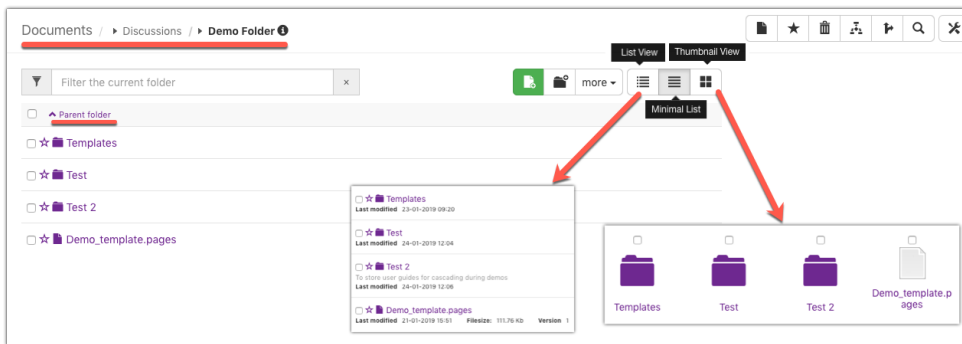 Documents / Discussions / Demo Folder
List View
Thumbnail View
Filter the current folder
×
more
Minimal List
Parent folder
Templates
Test
Test 2
Demo_template.pages
Templates
Last modified 23-01-2019 09:20
Test
Last modified 24-01-2019 12:04
Test 2
To store user guides for cascading during demos
Last modified 24-01-2019 12:06
Demo_template.pages
Last modified 21-01-2019 15:51 Filesize: 111.76 Kb Version 1
Templates
Test
Test 2
Demo_template.p
ages